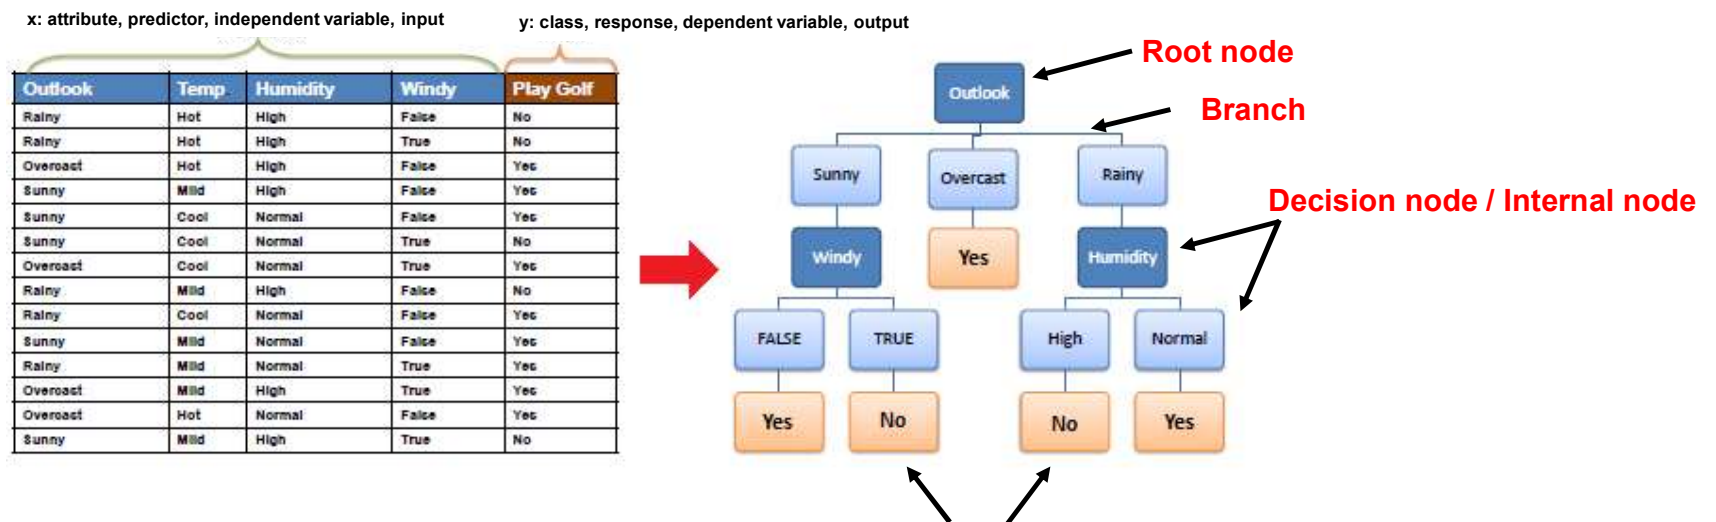 x: attribute, predictor, independent variable, input
y: class, response, dependent variable, output
Outlook Temp Humidity Windy Play Golf
Rainy Hot High False No
Rainy Hot High True No
Overcast Hot High False Yes
Sunny Mild High False Yes
Sunny Cool Normal False Yes
Sunny Cool Normal True No
Overcast Cool Normal True Yes
Rainy Mild High False No
Rainy Cool Normal False Yes
Sunny Mild Normal False Yes
Rainy Mild Normal True Yes
Overcast Mild High True Yes
Overcast Hot Normal False Yes
Sunny Mild High True No
Root node
Outlook
Branch
Sunny Overcast Rainy
Decision node / Internal node
Windy Yes Humidity
FALSE TRUE High Normal
Yes No No Yes